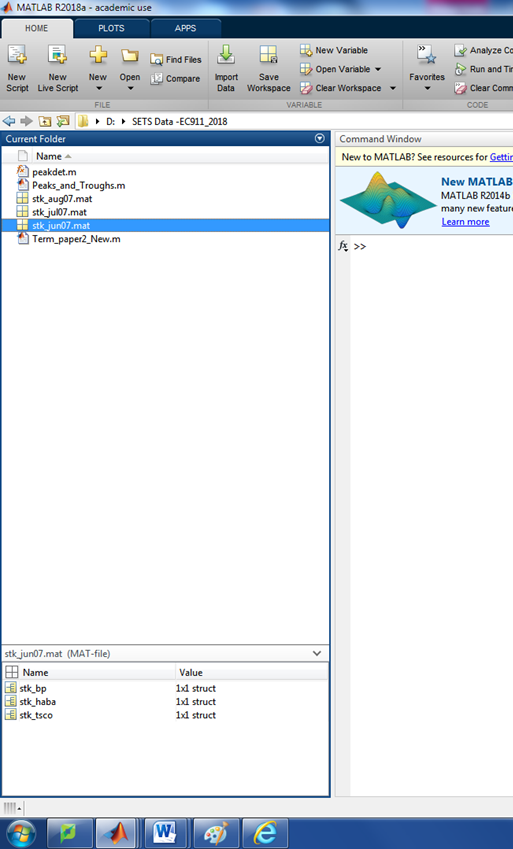 MATLAB R2018a - academic use
HOME PLOTS APPS
New Script
New Live Script
New
Open
Find Files
Compare
Import Data
Save Workspace
New Variable
Open Variable
Clear Workspace
Favorites
Analyze Co
Run and Tir
Clear Comm
FILE VARIABLE CODE
D: SETS Data -EC911_2018
Current Folder
Name
peakdet.m
Peaks_and_Troughs.m
stk_aug07.mat
stk_jul07.mat
stk_jun07.mat
Term_paper2_New.m
Command Window
New to MATLAB? See resources for Gettin
New MATLAB
MATLAB R2014b
many new feature
Learn more
fx >>
stk_jun07.mat (MAT-file)
Name Value
stk_bp 1x1 struct
stk_haba 1x1 struct
stk_tsco 1x1 struct